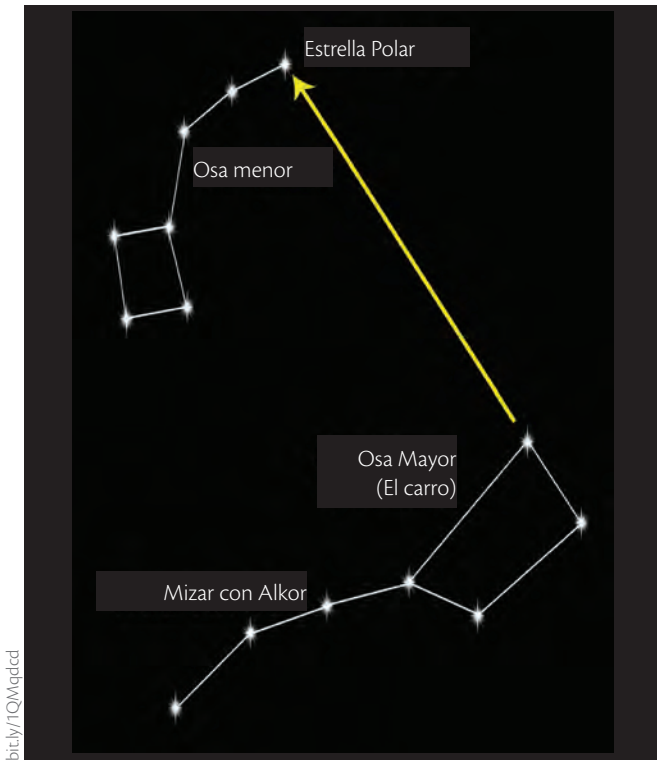 Estrella Polar
Osa menor
Osa Mayor
(El carro)
Mizar con Alkor
bit.ly/1QMqdcd